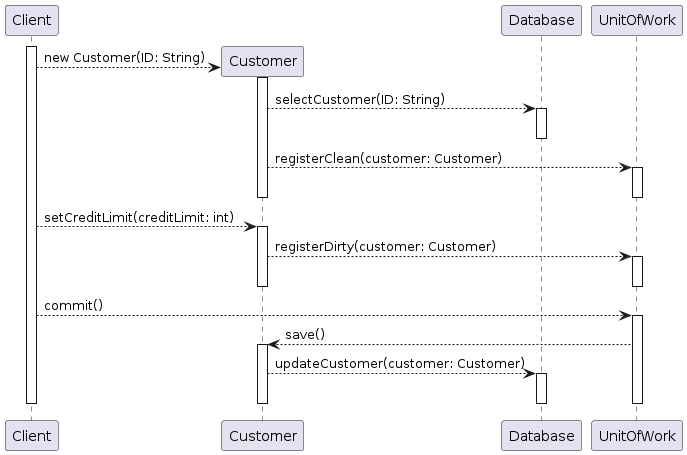 Client
Database
UnitOfWork
new Customer(ID: String)
Customer
selectCustomer(ID: String)
registerClean(customer: Customer)
setCreditLimit(creditLimit: int)
registerDirty(customer: Customer)
commit()
save()
updateCustomer(customer: Customer)
Client
Customer
Database
UnitOfWork